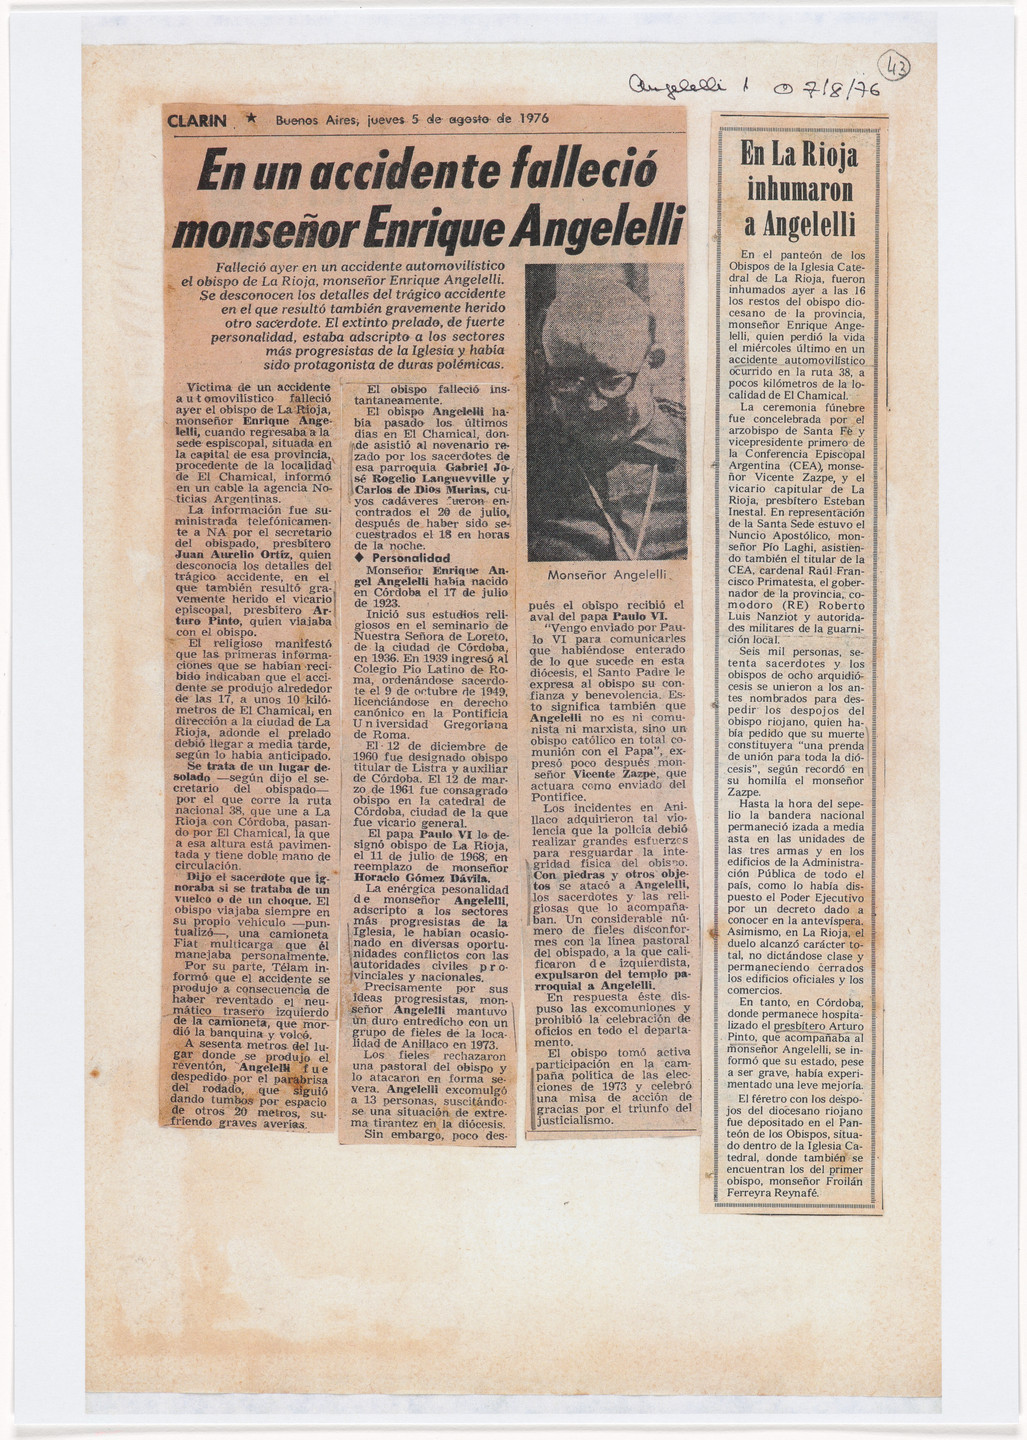 43
Angelelli 1 O 7/8/76
CLARIN ★ Buenos Aires, jueves 5 de agosto de 1976
En un accidente falleció
monseñor Enrique Angelelli
Falleció ayer en un accidente automovilístico
el obispo de La Rioja, monseñor Enrique Angelelli.
Se desconocen los detalles del trágico accidente
en el que resultó también gravemente herido
otro sacerdote. El extinto prelado, de fuerte
personalidad, estaba adscripto a los sectores
más progresistas de la Iglesia y había
sido protagonista de duras polémicas.
Víctima de un accidente
automovilístico falleció
ayer el obispo de La Rioja,
monseñor Enrique Ange-
lelli, cuando regresaba a la
sede espiscopal, situada en
la capital de esa provincia,
procedente de la localidad
de El Chamical, informó
en un cable la agencia No-
ticias Argentinas.
La información fue su-
ministrada telefónicamen-
te a NA por el secretario
del obispado, presbítero
Juan Aurelio Ortiz, quien
desconocía los detalles del
trágico accidente, en el
que también resultó gra-
vemente herido el vicario
episcopal, presbítero Ar-
turo Pinto, quien viajaba
con el obispo.
El religioso manifestó
que las primeras informa-
ciones que se habían reci-
bido indicaban que el acci-
dente se produjo alrededor
de las 17, a unos 10 kiló-
metros de El Chamical, en
dirección a la ciudad de La
Rioja, adonde el prelado
debió llegar a media tarde,
según lo había anticipado.
Se trata de un lugar de-
solado —según dijo el se-
cretario del obispado—
por el que corre la ruta
nacional 38, que une a La
Rioja con Córdoba, pasan-
do por El Chamical, la que
a esa altura está pavimen-
tada y tiene doble mano de
circulación.
Dijo el sacerdote que ig-
noraba si se trataba de un
vuelco o de un choque. El
obispo viajaba siempre en
su propio vehículo —pun-
tualizó—, una camioneta
Fiat multicarga que él
manejaba personalmente.
Por su parte, Télam in-
formó que el accidente se
produjo a consecuencia de
haber reventado el neu-
mático trasero izquierdo
de la camioneta, que mor-
dió la banquina y volcó.
A sesenta metros del lu-
gar donde se produjo el
reventón, Angelelli fue
despedido por el parabrisa
del rodado, que siguió
dando tumbos por espacio
de otros 20 metros, su-
friendo graves averías.
El obispo falleció ins-
tantáneamente.
El obispo Angelelli ha-
bía pasado los últimos
días en El Chamical, don-
de asistió al novenario re-
zado por los sacerdotes de
esa parroquia Gabriel Jo-
sé Rogelio Languevville y
Carlos de Dios Murias, cu-
yos cadáveres fueron en-
contrados el 20 de julio,
después de haber sido se-
cuestrados el 18 en horas
de la noche.
◆ Personalidad
Monseñor Enrique An-
gel Angelelli había nacido
en Córdoba el 17 de julio
de 1923.
Inició sus estudios reli-
giosos en el seminario de
Nuestra Señora de Loreto,
de la ciudad de Córdoba,
en 1936. En 1939 ingresó al
Colegio Pío Latino de Ro-
ma, ordenándose sacerdo-
te el 9 de octubre de 1949,
licenciándose en derecho
canónico en la Pontificia
Universidad Gregoriana
de Roma.
El 12 de diciembre de
1960 fue designado obispo
titular de Listra y auxiliar
de Córdoba. El 12 de mar-
zo de 1961 fue consagrado
obispo en la catedral de
Córdoba, ciudad de la que
fue vicario general.
El papa Paulo VI lo de-
signó obispo de La Rioja,
el 11 de julio de 1968, en
reemplazo de monseñor
Horacio Gómez Dávila.
La enérgica pesonalidad
de monseñor Angelelli,
adscripto a los sectores
más progresistas de la
Iglesia, le habían ocasio-
nado en diversas oportu-
nidades conflictos con las
autoridades civiles pro-
vinciales y nacionales.
Precisamente por sus
ideas progresistas, mon-
señor Angelelli mantuvo
un duro entredicho con un
grupo de fieles de la loca-
lidad de Anillaco en 1973.
Los fieles rechazaron
una pastoral del obispo y
lo atacaron en forma se-
vera. Angelelli excomulgó
a 13 personas, suscitándo-
se una situación de extre-
ma tirantez en la diócesis.
Sin embargo, poco des-
Monseñor Angelelli
pués el obispo recibió el
aval del papa Paulo VI.
"Vengo enviado por Pau-
lo VI para comunicarles
que habiéndose enterado
de lo que sucede en esta
diócesis, el Santo Padre le
expresa al obispo su con-
fianza y benevolencia. Es-
to significa también que
Angelelli no es ni comu-
nista ni marxista, sino un
obispo católico en total co-
munión con el Papa", ex-
presó poco después mon-
señor Vicente Zazpe, que
actuara como enviado del
Pontífice.
Los incidentes en Ani-
llaco adquirieron tal vio-
lencia que la policía debió
realizar grandes esfuerzos
para resguardar la inte-
gridad física del obispo.
Con piedras y otros obje-
tos se atacó a Angelelli,
los sacerdotes y las reli-
giosas que lo acompaña-
ban. Un considerable nú-
mero de fieles disconfor-
mes con la línea pastoral
del obispado, a la que cali-
ficaron de izquierdista,
expulsaron del templo pa-
rroquial a Angelelli.
En respuesta éste dis-
puso las excomuniones y
prohibió la celebración de
oficios en todo el departa-
mento.
El obispo tomó activa
participación en la cam-
paña política de las elec-
ciones de 1973 y celebró
una misa de acción de
gracias por el triunfo del
justicialismo.
En La Rioja
inhumaron
a Angelelli
En el panteón de los
Obispos de la Iglesia Cate-
dral de La Rioja, fueron
inhumados ayer a las 16
los restos del obispo dio-
cesano de la provincia,
monseñor Enrique Ange-
lelli, quien perdió la vida
el miércoles último en un
accidente automovilístico
ocurrido en la ruta 38, a
pocos kilómetros de la lo-
calidad de El Chamical.
La ceremonia fúnebre
fue concelebrada por el
arzobispo de Santa Fe y
vicepresidente primero de
la Conferencia Episcopal
Argentina (CEA), monse-
ñor Vicente Zazpe, y el
vicario capitular de La
Rioja, presbítero Esteban
Inestal. En representación
de la Santa Sede estuvo el
Nuncio Apostólico, mon-
señor Pío Laghi, asistien-
do también el titular de la
CEA, cardenal Raúl Fran-
cisco Primatesta, el gober-
nador de la provincia, co-
modoro (RE) Roberto
Luis Nanziot y autorida-
des militares de la guarni-
ción local.
Seis mil personas, se-
tenta sacerdotes y los
obispos de ocho arquidió-
cesis se unieron a los an-
tes nombrados para des-
pedir los despojos del
obispo riojano, quien ha-
bía pedido que su muerte
constituyera "una prenda
de unión para toda la dió-
cesis", según recordó en
su homilía el monseñor
Zazpe.
Hasta la hora del sepe-
lio la bandera nacional
permaneció izada a media
asta en las unidades de
las tres armas y en los
edificios de la Administra-
ción Pública de todo el
país, como lo había dis-
puesto el Poder Ejecutivo
por un decreto dado a
conocer en la antevíspera.
Asimismo, en La Rioja, el
duelo alcanzó carácter to-
tal, no dictándose clase y
permaneciendo cerrados
los edificios oficiales y los
comercios.
En tanto, en Córdoba,
donde permanece hospita-
lizado el presbítero Arturo
Pinto, que acompañaba al
monseñor Angelelli, se in-
formó que su estado, pese
a ser grave, había experi-
mentado una leve mejoría.
El féretro con los despo-
jos del diocesano riojano
fue depositado en el Pan-
teón de los Obispos, situa-
do dentro de la Iglesia Ca-
tedral, donde también se
encuentran los del primer
obispo, monseñor Froilán
Ferreyra Reynafé.